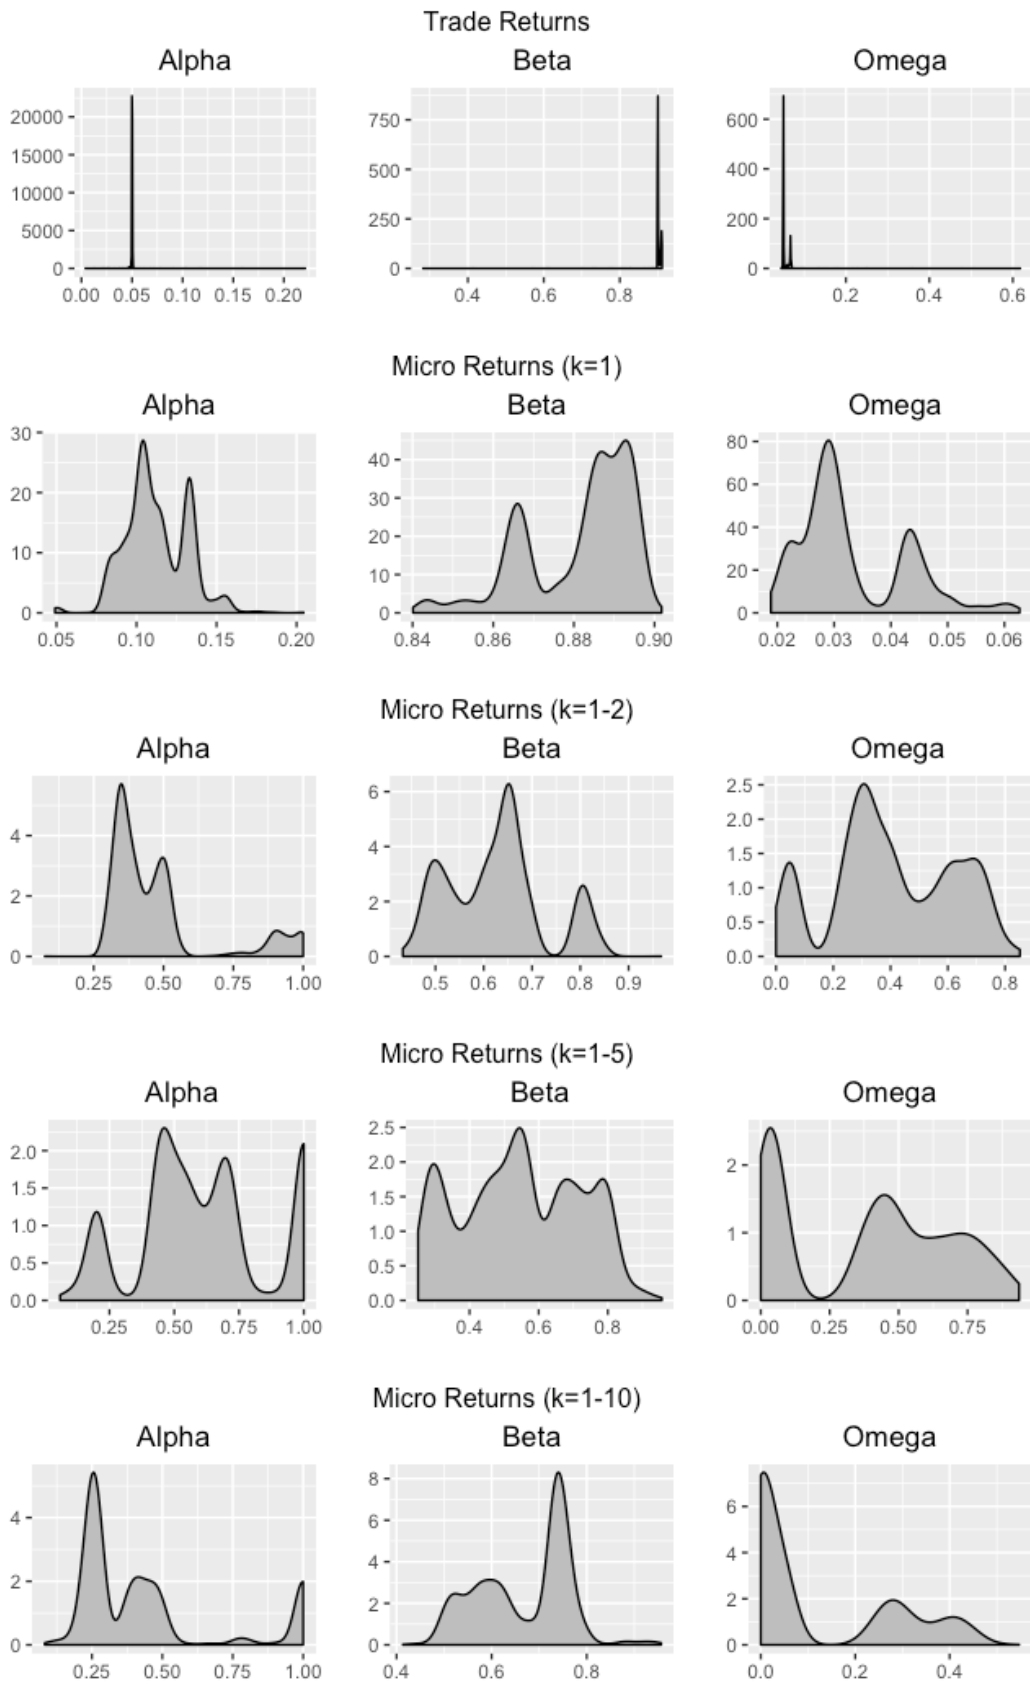 Trade Returns
Alpha Beta Omega
20000
15000
10000
5000
0
0.00 0.05 0.10 0.15 0.20
750
500
250
0
0.4 0.6 0.8
600
400
200
0
0.2 0.4 0.6
Micro Returns (k=1)
Alpha Beta Omega
30
20
10
0
0.05 0.10 0.15 0.20
40
30
20
10
0
0.84 0.86 0.88 0.90
80
60
40
20
0
0.02 0.03 0.04 0.05 0.06
Micro Returns (k=1-2)
Alpha Beta Omega
4
2
0
0.25 0.50 0.75 1.00
6
4
2
0
0.5 0.6 0.7 0.8 0.9
2.5
2.0
1.5
1.0
0.5
0.0
0.0 0.2 0.4 0.6 0.8
Micro Returns (k=1-5)
Alpha Beta Omega
2.0
1.5
1.0
0.5
0.0
0.25 0.50 0.75 1.00
2.5
2.0
1.5
1.0
0.5
0.0
0.4 0.6 0.8
2
1
0
0.00 0.25 0.50 0.75
Micro Returns (k=1-10)
Alpha Beta Omega
4
2
0
0.25 0.50 0.75 1.00
8
6
4
2
0
0.4 0.6 0.8
6
4
2
0
0.0 0.2 0.4